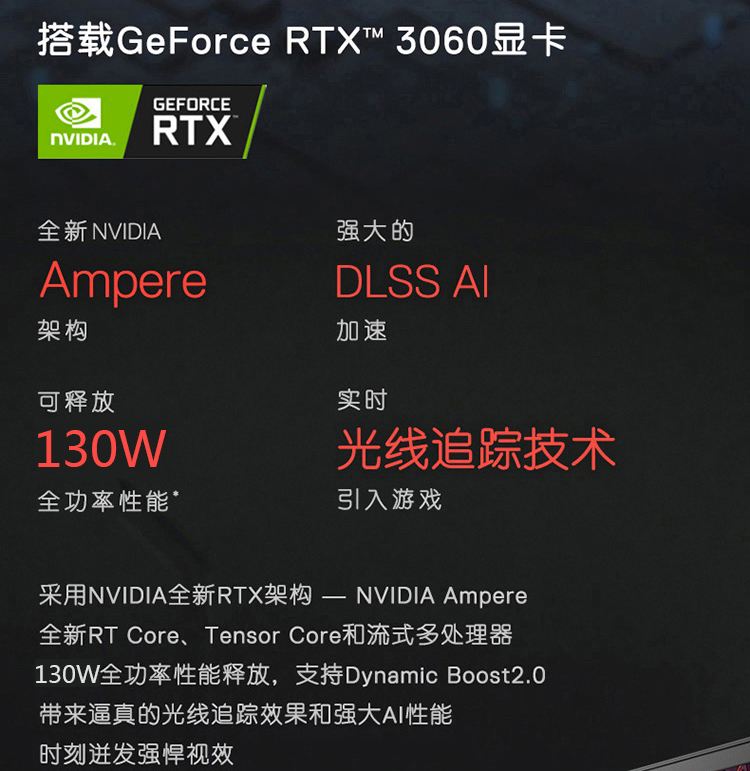 搭载GeForce RTX™ 3060显卡
NVIDIA.
GEFORCE
RTX™
全新NVIDIA
Ampere
架构
强大的
DLSS AI
加速
可释放
130W
全功率性能*
实时
光线追踪技术
引入游戏
采用NVIDIA全新RTX架构 — NVIDIA Ampere
全新RT Core、Tensor Core和流式多处理器
130W全功率性能释放，支持Dynamic Boost2.0
带来逼真的光线追踪效果和强大AI性能
时刻迸发强悍视效